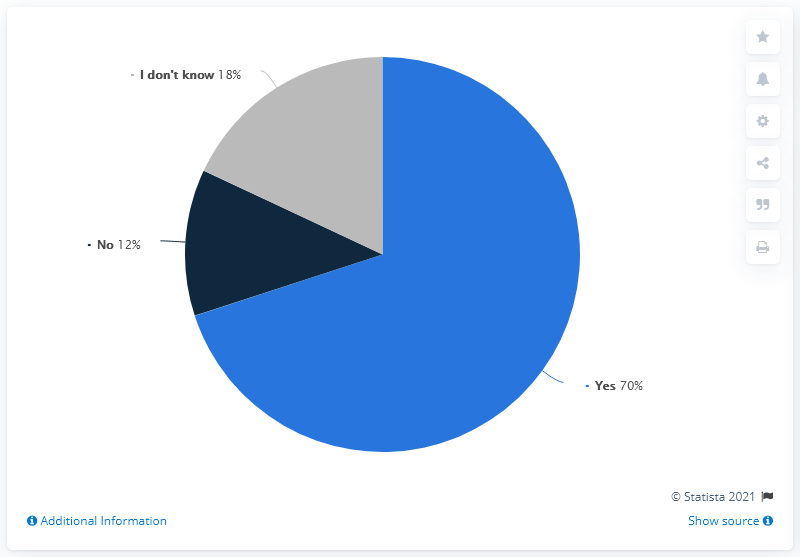 - I don't know 18%
- No 12%
- Yes 70%
© Statista 2021
Additional Information
Show source